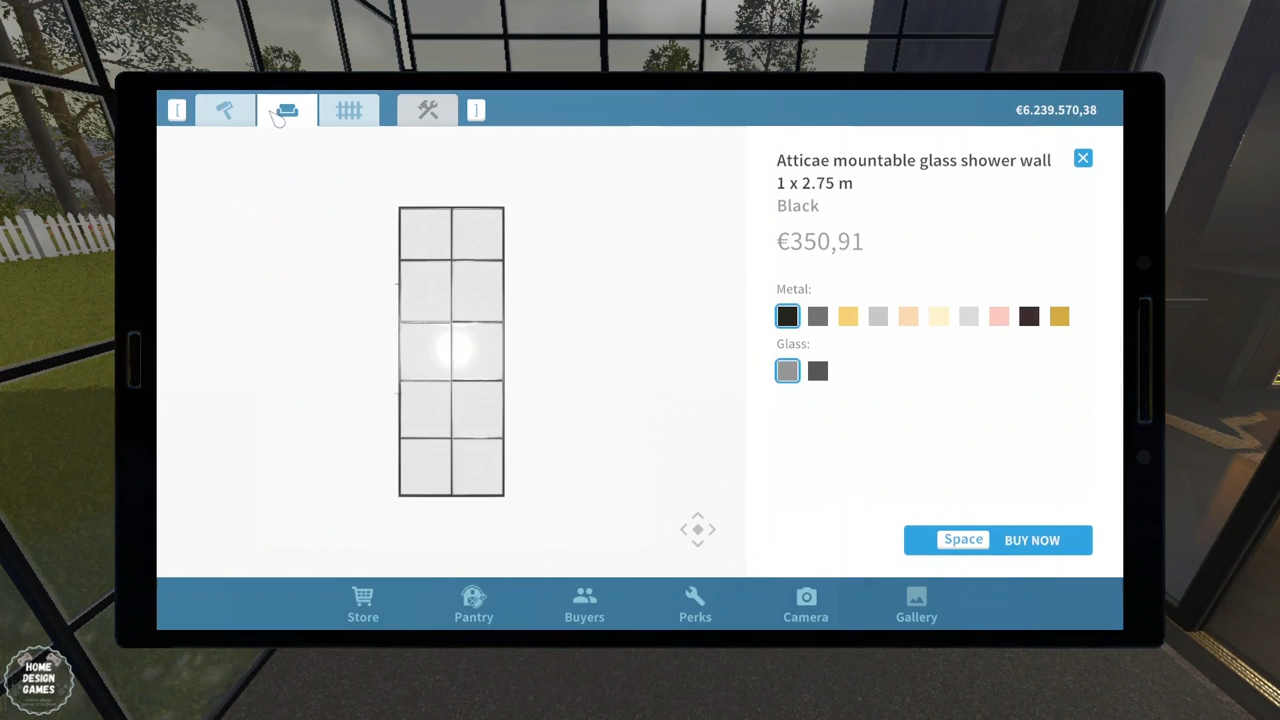 [
]
€6.239.570,38
Atticae mountable glass shower wall
1 x 2.75 m
Black
€350,91
Metal:
Glass:
Space BUY NOW
Store
Pantry
Buyers
Perks
Camera
Gallery
HOME
DESIGN
GAMES